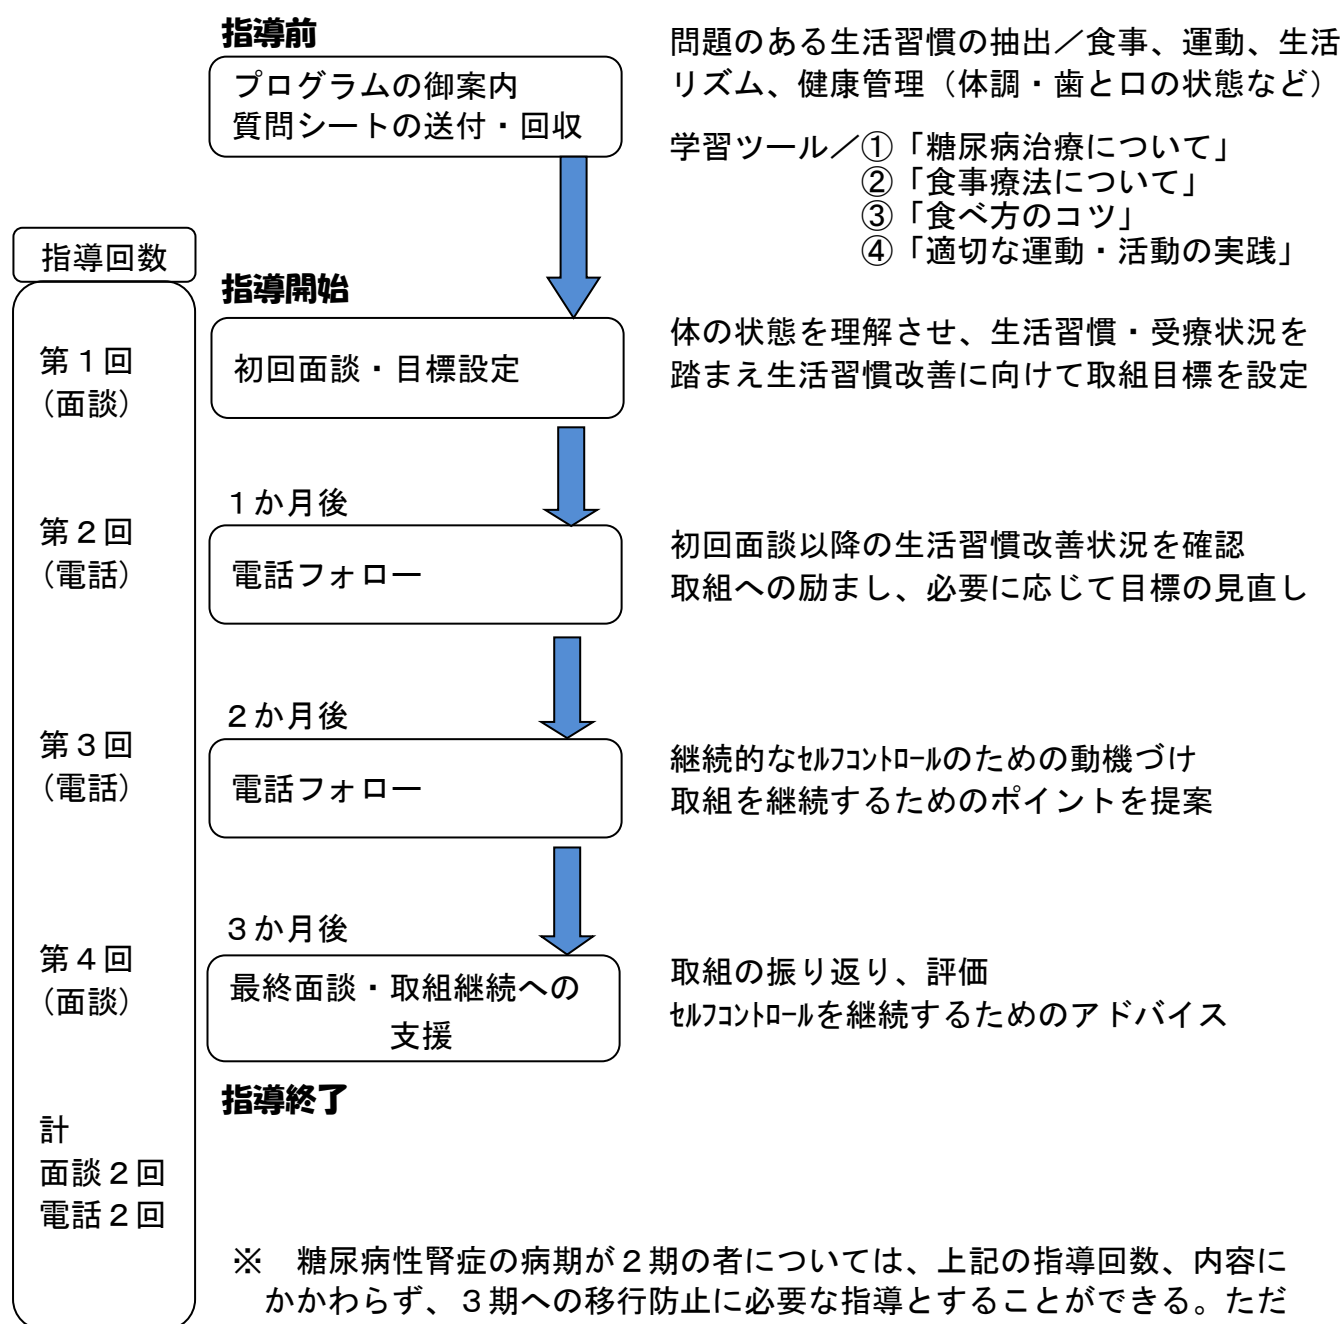 指導前
プログラムの御案内
質問シートの送付・回収
問題のある生活習慣の抽出／食事、運動、生活
リズム、健康管理（体調・歯と口の状態など）
学習ツール／①「糖尿病治療について」
②「食事療法について」
③「食べ方のコツ」
④「適切な運動・活動の実践」
指導回数
指導開始
第１回
（面談）
初回面談・目標設定
体の状態を理解させ、生活習慣・受療状況を
踏まえ生活習慣改善に向けて取組目標を設定
１か月後
第２回
（電話）
電話フォロー
初回面談以降の生活習慣改善状況を確認
取組への励まし、必要に応じて目標の見直し
２か月後
第３回
（電話）
電話フォロー
継続的なｾﾙﾌｺﾝﾄﾛｰﾙのための動機づけ
取組を継続するためのポイントを提案
３か月後
第４回
（面談）
最終面談・取組継続への
支援
取組の振り返り、評価
ｾﾙﾌｺﾝﾄﾛｰﾙを継続するためのアドバイス
指導終了
計
面談２回
電話２回
※　糖尿病性腎症の病期が２期の者については、上記の指導回数、内容に
かかわらず、３期への移行防止に必要な指導とすることができる。ただ